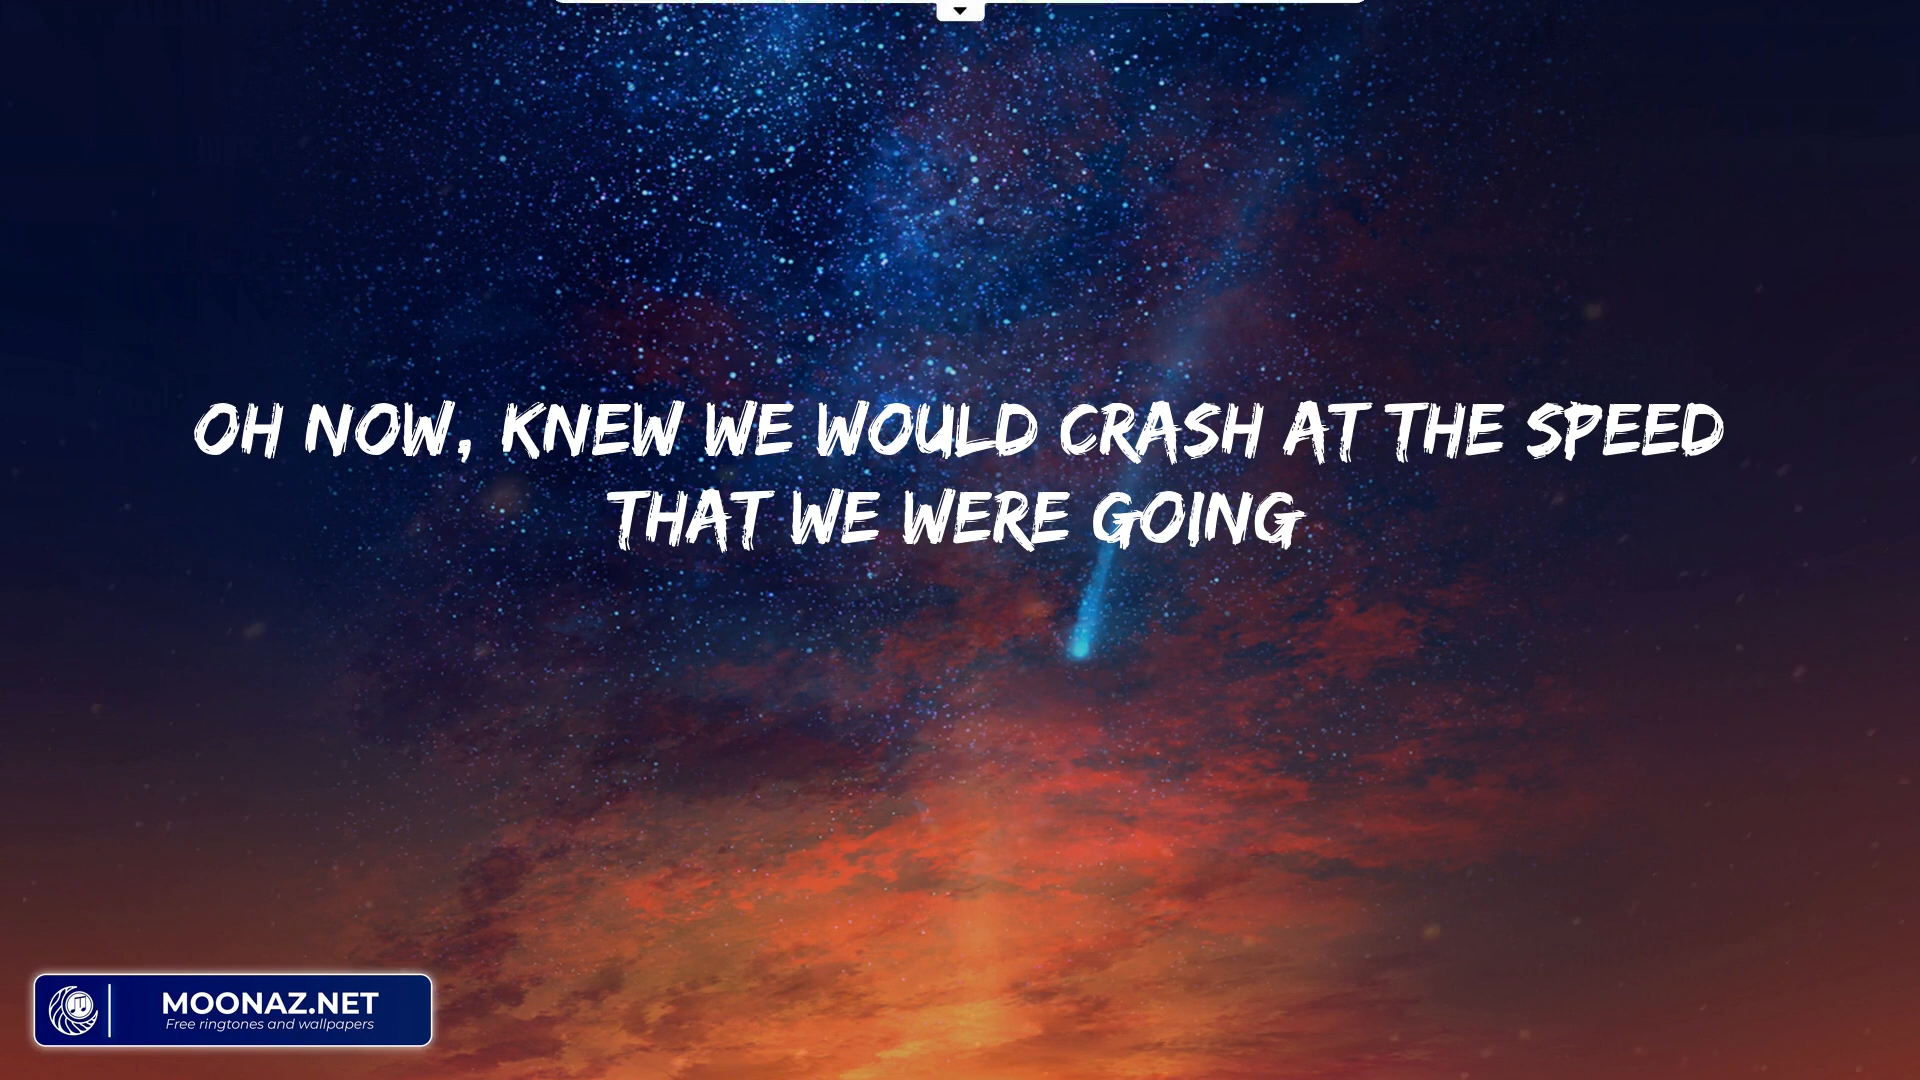 OH NOW, KNEW WE WOULD CRASH AT THE SPEED
THAT WE WERE GOING
MOONAZ.NET
Free ringtones and wallpapers